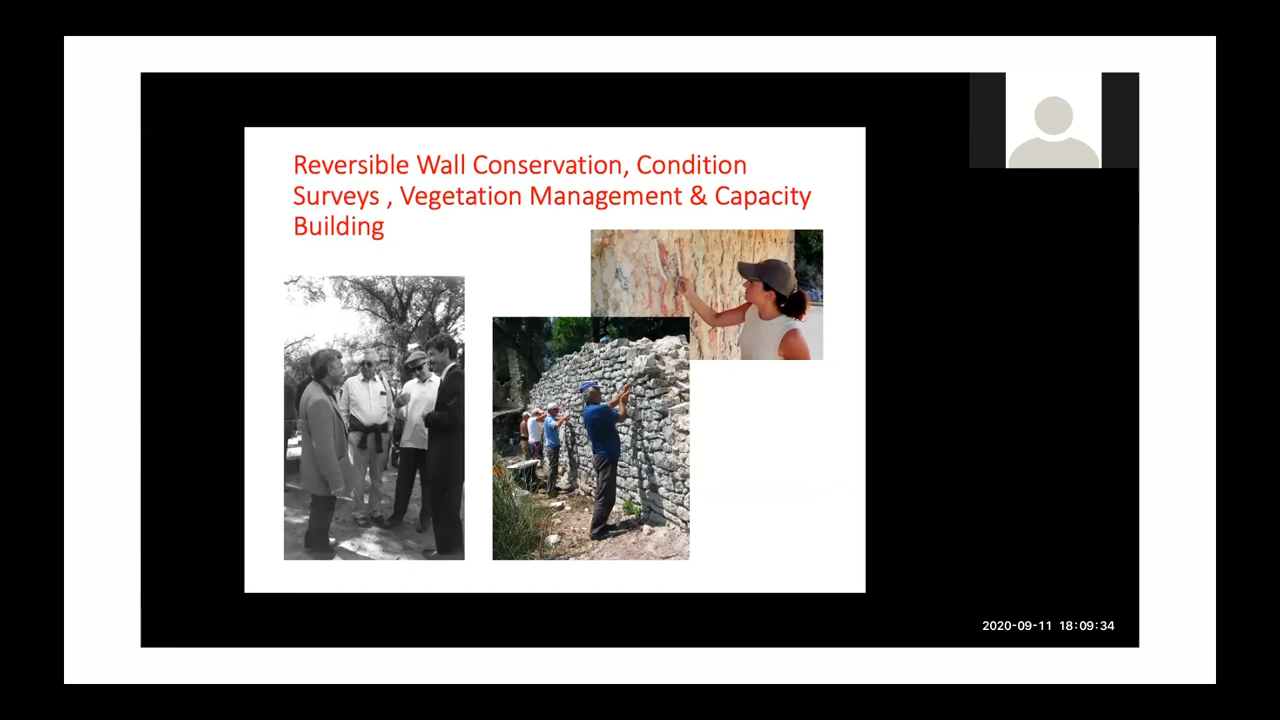 Reversible Wall Conservation, Condition
Surveys , Vegetation Management & Capacity
Building
2020-09-11 18:09:34